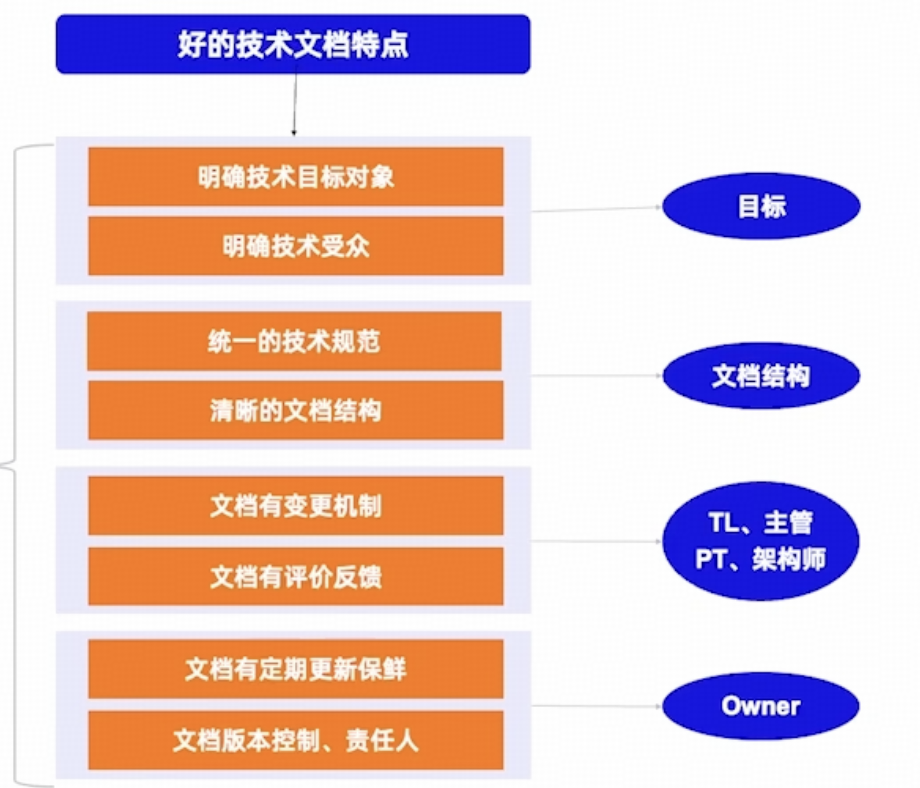 好的技术文档特点
明确技术目标对象
明确技术受众
目标
统一的技术规范
清晰的文档结构
文档结构
文档有变更机制
文档有评价反馈
TL、主管
PT、架构师
文档有定期更新保鲜
文档版本控制、责任人
Owner